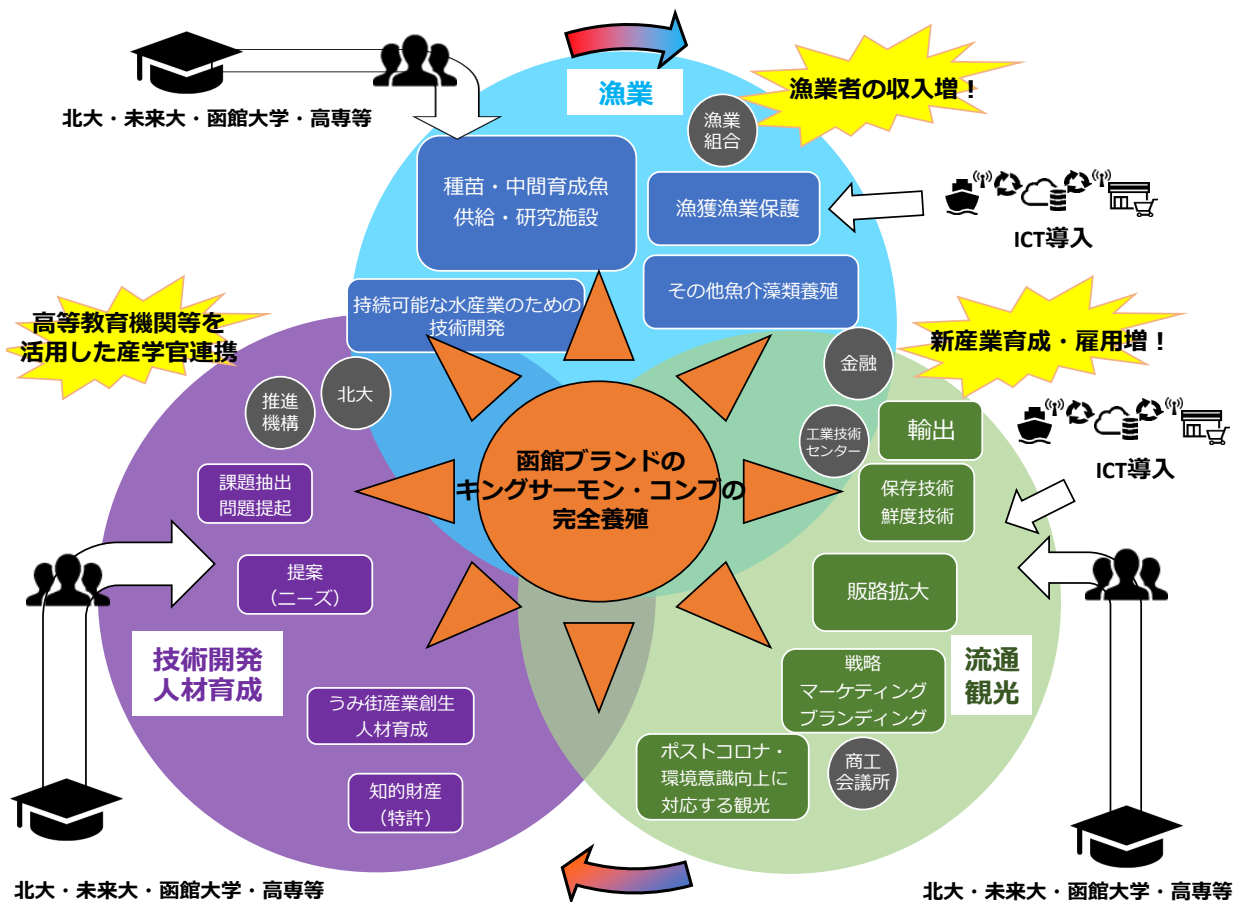 北大・未来大・函館大学・高専等
漁業
漁業者の収入増！
漁業
組合
種苗・中間育成魚
供給・研究施設
漁獲漁業保護
ICT導入
その他魚介藻類養殖
持続可能な水産業のための
技術開発
高等教育機関等を
活用した産学官連携
新産業育成・雇用増！
金融
北大
推進
機構
工業技術
センター
輸出
ICT導入
函館ブランドの
キングサーモン・コンブの
完全養殖
課題抽出
問題提起
保存技術
鮮度技術
提案
（ニーズ）
販路拡大
技術開発
人材育成
戦略
マーケティング
ブランディング
流通
観光
うみ街産業創生
人材育成
ポストコロナ・
環境意識向上に
対応する観光
商工
会議所
知的財産
（特許）
北大・未来大・函館大学・高専等
北大・未来大・函館大学・高専等